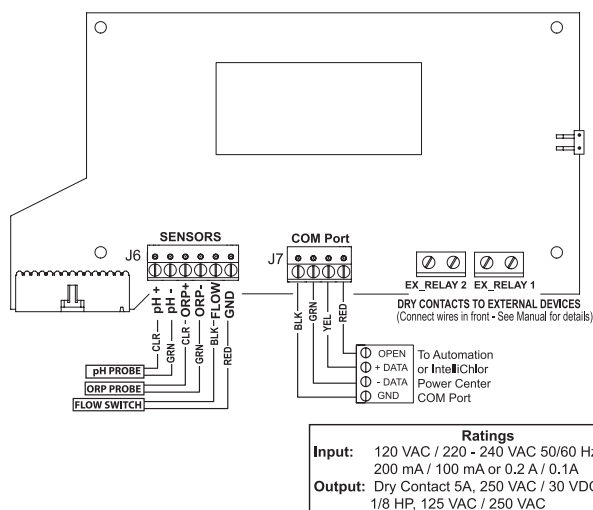 SENSORS
J6
pH +
pH -
ORP+
ORP-
FLOW
GND
COM Port
J7
EX_RELAY 2 EX_RELAY 1
DRY CONTACTS TO EXTERNAL DEVICES
(Connect wires in front - See Manual for details)
CLR
GRN
CLR
GRN
BLK
RED
BLK
GRN
YEL
RED
pH PROBE
ORP PROBE
FLOW SWITCH
OPEN To Automation
+ DATA or IntelliChlor
- DATA Power Center
GND COM Port
Ratings
Input: 120 VAC / 220 - 240 VAC 50/60 Hz
200 mA / 100 mA or 0.2 A / 0.1A
Output: Dry Contact 5A, 250 VAC / 30 VDC
1/8 HP, 125 VAC / 250 VAC